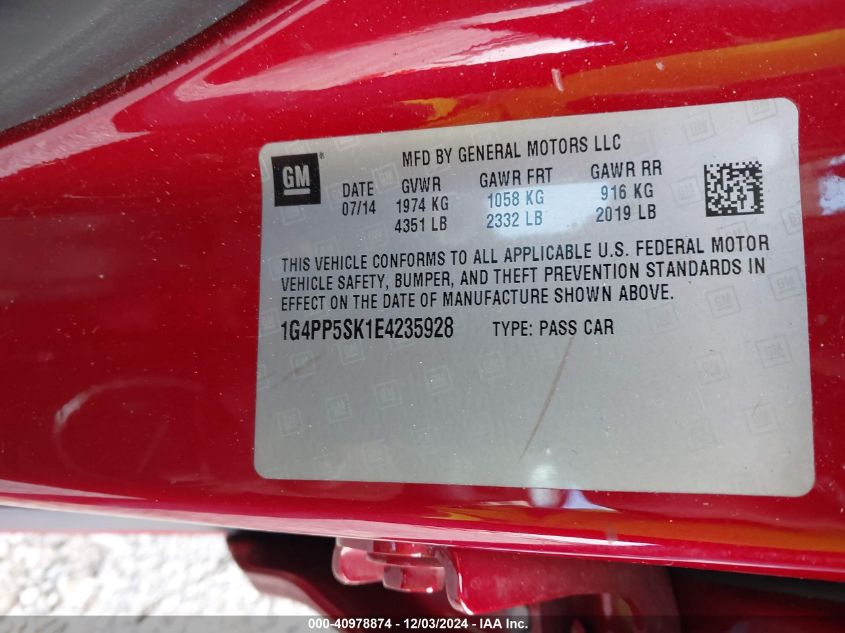 MFD BY GENERAL MOTORS LLC
GM
DATE GVWR GAWR FRT GAWR RR
07/14 1974 KG 1058 KG 916 KG
4351 LB 2332 LB 2019 LB
THIS VEHICLE CONFORMS TO ALL APPLICABLE U.S. FEDERAL MOTOR
VEHICLE SAFETY, BUMPER, AND THEFT PREVENTION STANDARDS IN
EFFECT ON THE DATE OF MANUFACTURE SHOWN ABOVE.
1G4PP5SK1E4235928 TYPE: PASS CAR
000-40978874 - 12/03/2024 - IAA Inc.